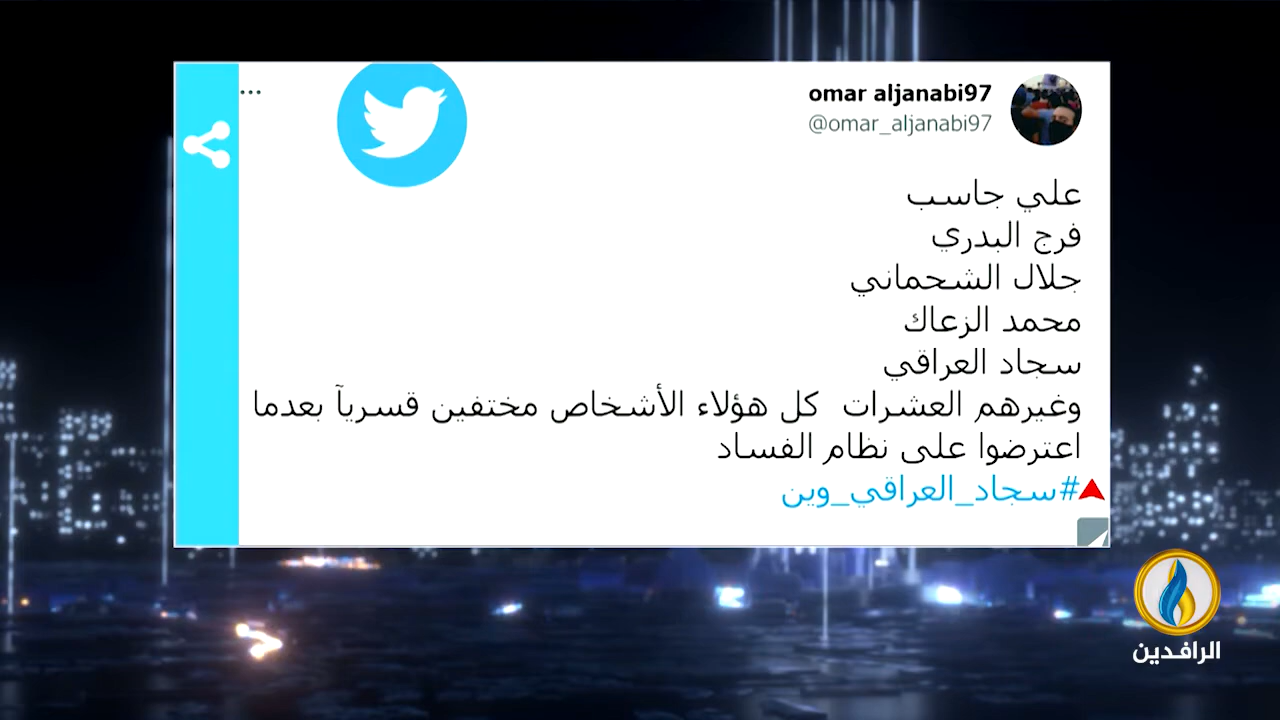 omar aljanabi97
@omar_aljanabi97
علي جاسب
فرج البدري
جلال الشحماني
محمد الزعاك
سجاد العراقي
وغيرهم العشرات كل هؤلاء الأشخاص مختفين قسريآ بعدما
اعترضوا على نظام الفساد
#سجاد_العراقي_وين
الرافدين